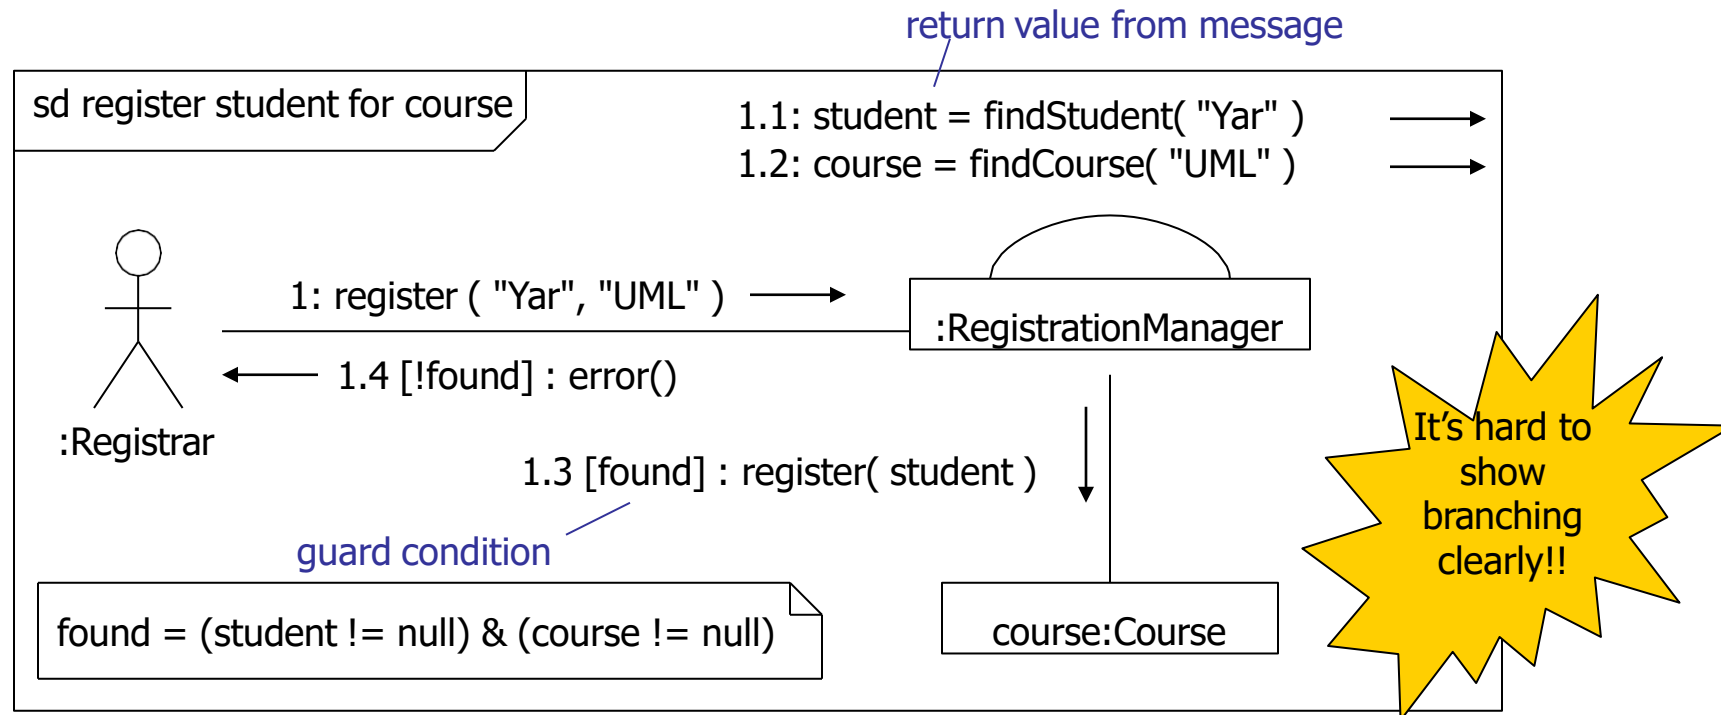 return value from message
sd register student for course
1.1: student = findStudent( "Yar" )
1.2: course = findCourse( "UML" )
1: register ( "Yar", "UML" )
:RegistrationManager
1.4 [!found] : error()
:Registrar
1.3 [found] : register( student )
guard condition
found = (student != null) & (course != null)
course:Course
It’s hard to
show
branching
clearly!!